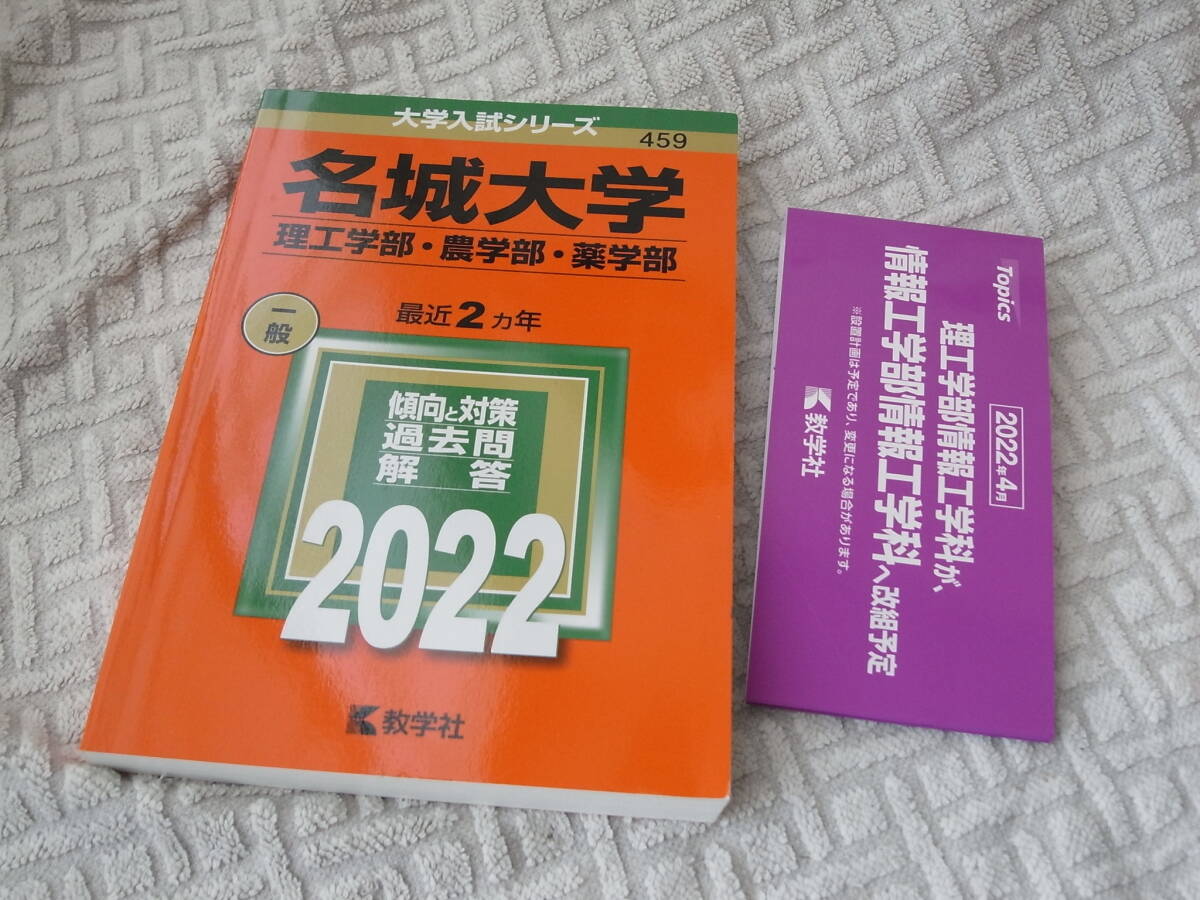 大学入試シリーズ
459
名城大学
理工学部・農学部・薬学部
最近2カ年
一般
傾向と対策
過去問
解答
2022
教学社
Topics
2022年4月
理工学部情報工学科が、
情報工学部情報工学科へ改組予定
※設置計画は予定であり、変更になる場合があります。
教学社